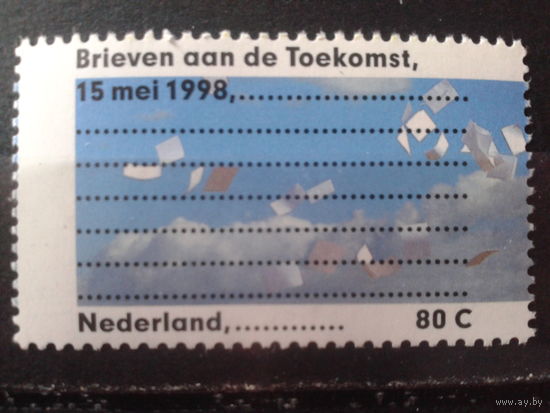 Brieven aan de Toekomst,
15 mei 1998,....................................
..........................................................
..........................................................
..........................................................
..........................................................
..........................................................
..........................................................
Nederland,............ 80 C
www.ay.by